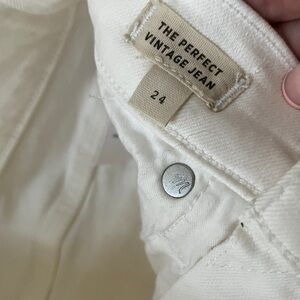 THE PERFECT
VINTAGE JEAN
24